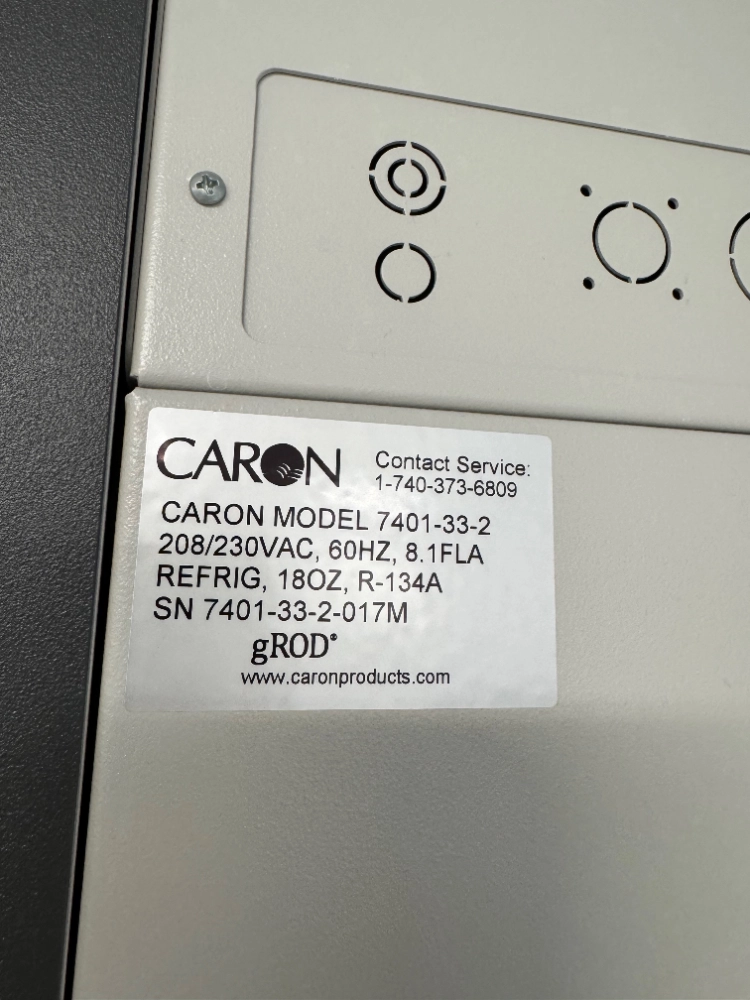 CARON
Contact Service:
1-740-373-6809
CARON MODEL 7401-33-2
208/230VAC, 60HZ, 8.1FLA
REFRIG, 18OZ, R-134A
SN 7401-33-2-017M
gROD®
www.caronproducts.com